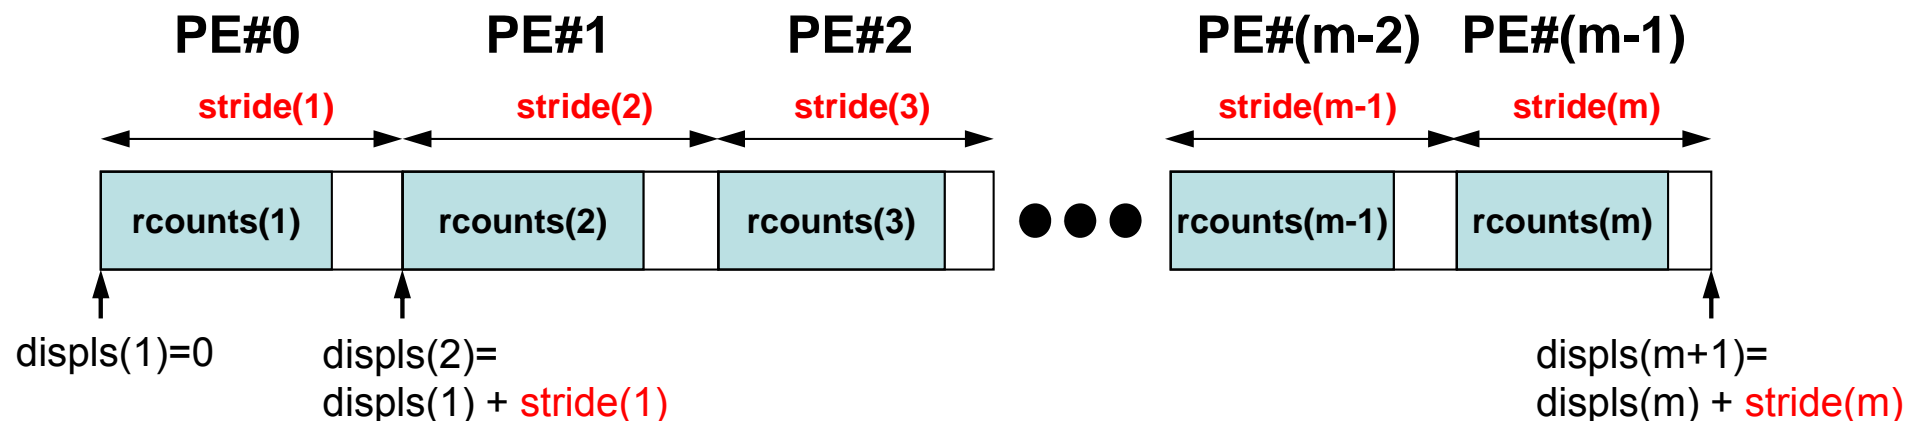 PE#0 PE#1 PE#2 PE#(m-2) PE#(m-1)
stride(1) stride(2) stride(3) stride(m-1) stride(m)
rcounts(1) rcounts(2) rcounts(3) rcounts(m-1) rcounts(m)
displs(1)=0 displs(2)= displs(m+1)=
displs(1) + stride(1) displs(m) + stride(m)